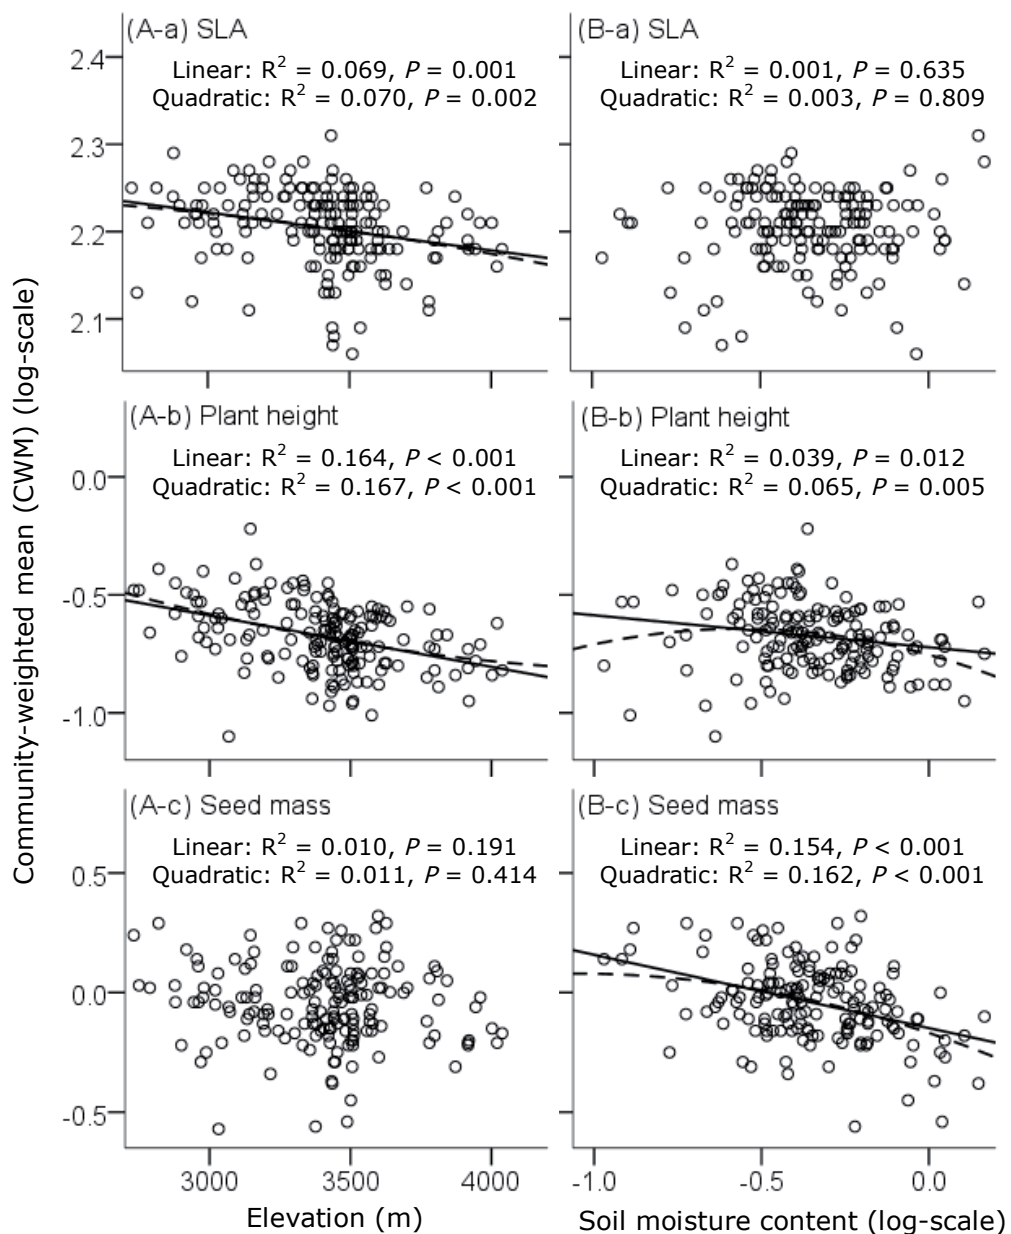 (A-a) SLA
Linear: R² = 0.069, P = 0.001
Quadratic: R² = 0.070, P = 0.002
(B-a) SLA
Linear: R² = 0.001, P = 0.635
Quadratic: R² = 0.003, P = 0.809
2.4
2.3
2.2
2.1
Community-weighted mean (CWM) (log-scale)
(A-b) Plant height
Linear: R² = 0.164, P < 0.001
Quadratic: R² = 0.167, P < 0.001
(B-b) Plant height
Linear: R² = 0.039, P = 0.012
Quadratic: R² = 0.065, P = 0.005
0.0
-0.5
-1.0
(A-c) Seed mass
Linear: R² = 0.010, P = 0.191
Quadratic: R² = 0.011, P = 0.414
(B-c) Seed mass
Linear: R² = 0.154, P < 0.001
Quadratic: R² = 0.162, P < 0.001
0.5
0.0
-0.5
3000 3500 4000
-1.0 -0.5 0.0
Elevation (m)
Soil moisture content (log-scale)